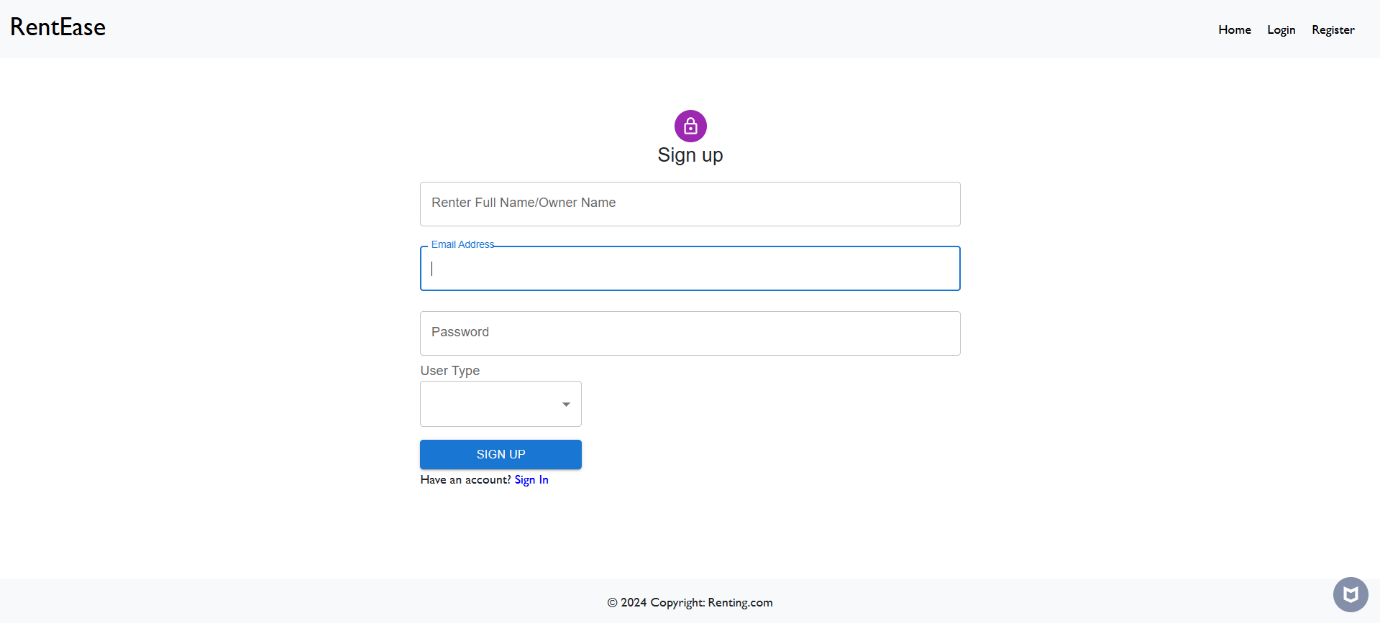 RentEase
Home Login Register
Sign up
Renter Full Name/Owner Name
Email Address
Password
User Type
SIGN UP
Have an account? Sign In
© 2024 Copyright: Renting.com